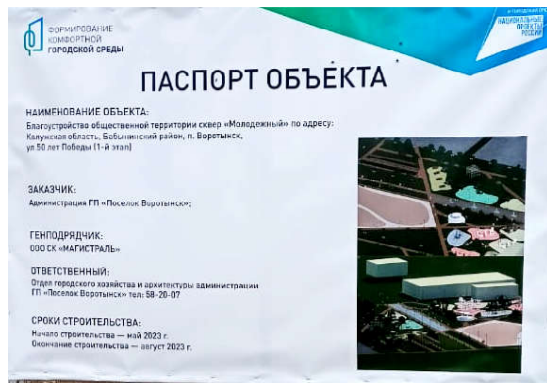 ФОРМИРОВАНИЕ
КОМФОРТНОЙ
ГОРОДСКОЙ СРЕДЫ
НАЦИОНАЛЬНЫЕ
ПРОЕКТЫ
РОССИИ
ПАСПОРТ ОБЪЕКТА
НАИМЕНОВАНИЕ ОБЪЕКТА:
Благоустройство общественной территории сквер «Молодежный» по адресу:
Калужская область, Бабынинский район, п. Воротынск,
ул.50 лет Победы (1-й этап)
ЗАКАЗЧИК:
Администрация ГП «Поселок Воротынск»;
ГЕНПОДРЯДЧИК:
ООО СК «МАГИСТРАЛЬ»
ОТВЕТСТВЕННЫЙ:
Отдел городского хозяйства и архитектуры администрации
ГП «Поселок Воротынск» тел: 58-20-07
СРОКИ СТРОИТЕЛЬСТВА:
Начало строительства — май 2023 г.
Окончание строительства — август 2023 г.